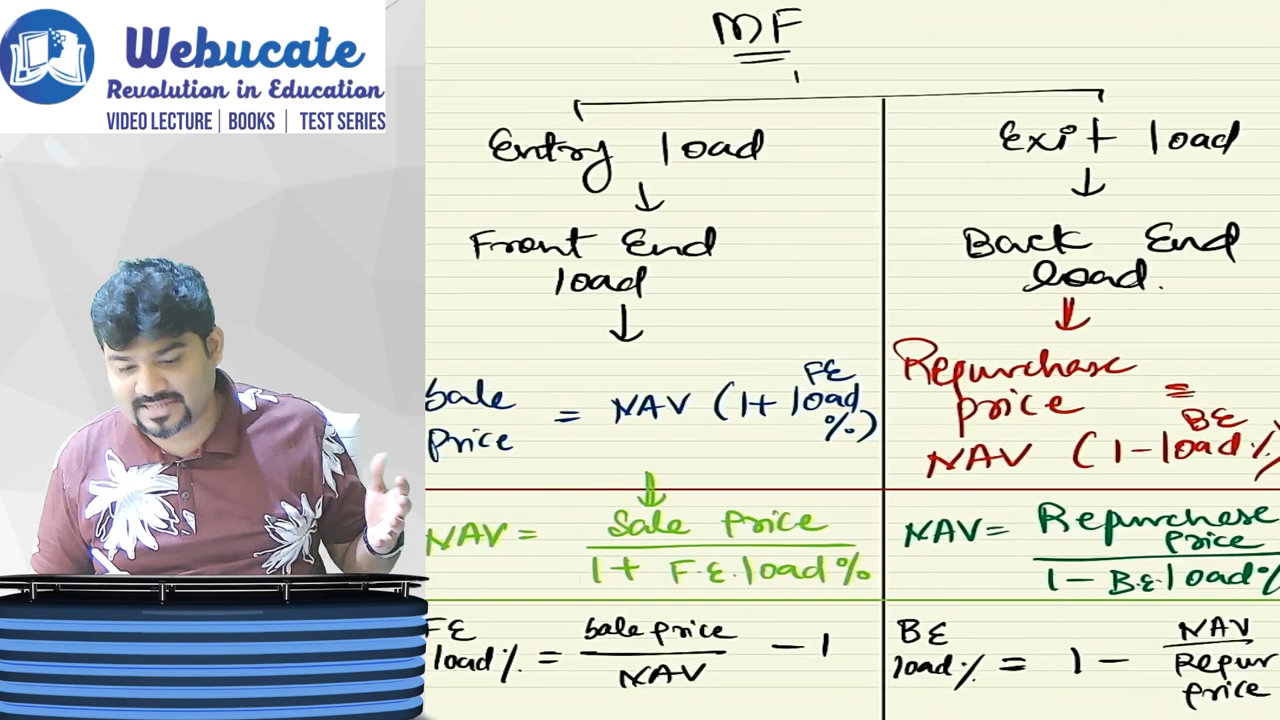 Webucate
Revolution in Education
VIDEO LECTURE | BOOKS | TEST SERIES
MF
Entry load
↓
Front End
load
↓
Sale
Price = NAV (1 + FE load %)
↓
NAV = Sale Price / 1 + F.E. load %
FE
load % = Sale price / NAV - 1
Exit load
↓
Back End
load.
↓
Repurchase
price =
NAV (1 - BE load %
NAV = Repurchase price / 1 - B.E. load %
BE
load % = 1 - NAV / Repur price